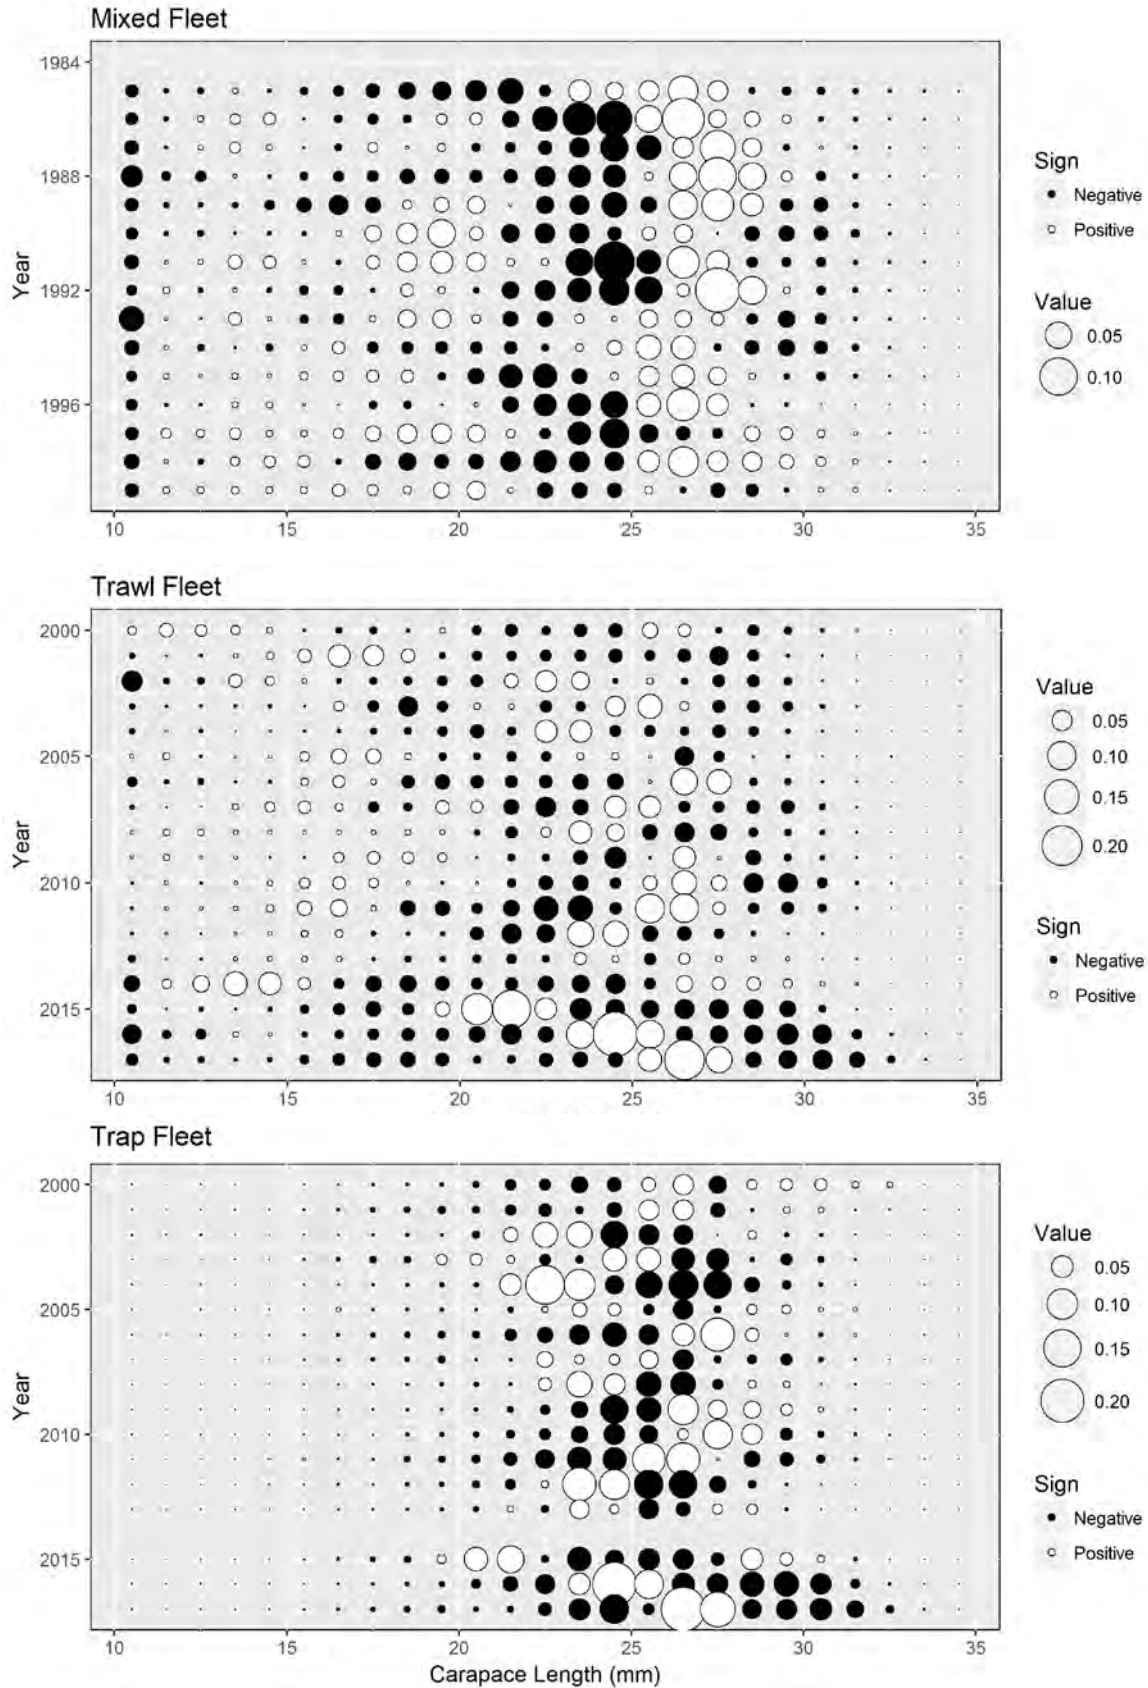 Mixed Fleet
1984
1988
1992
1996
Year
10 15 20 25 30 35
Sign
Negative
Positive
Value
0.05
0.10
Trawl Fleet
2000
2005
2010
2015
Year
10 15 20 25 30 35
Value
0.05
0.10
0.15
0.20
Sign
Negative
Positive
Trap Fleet
2000
2005
2010
2015
Year
10 15 20 25 30 35
Carapace Length (mm)
Value
0.05
0.10
0.15
0.20
Sign
Negative
Positive